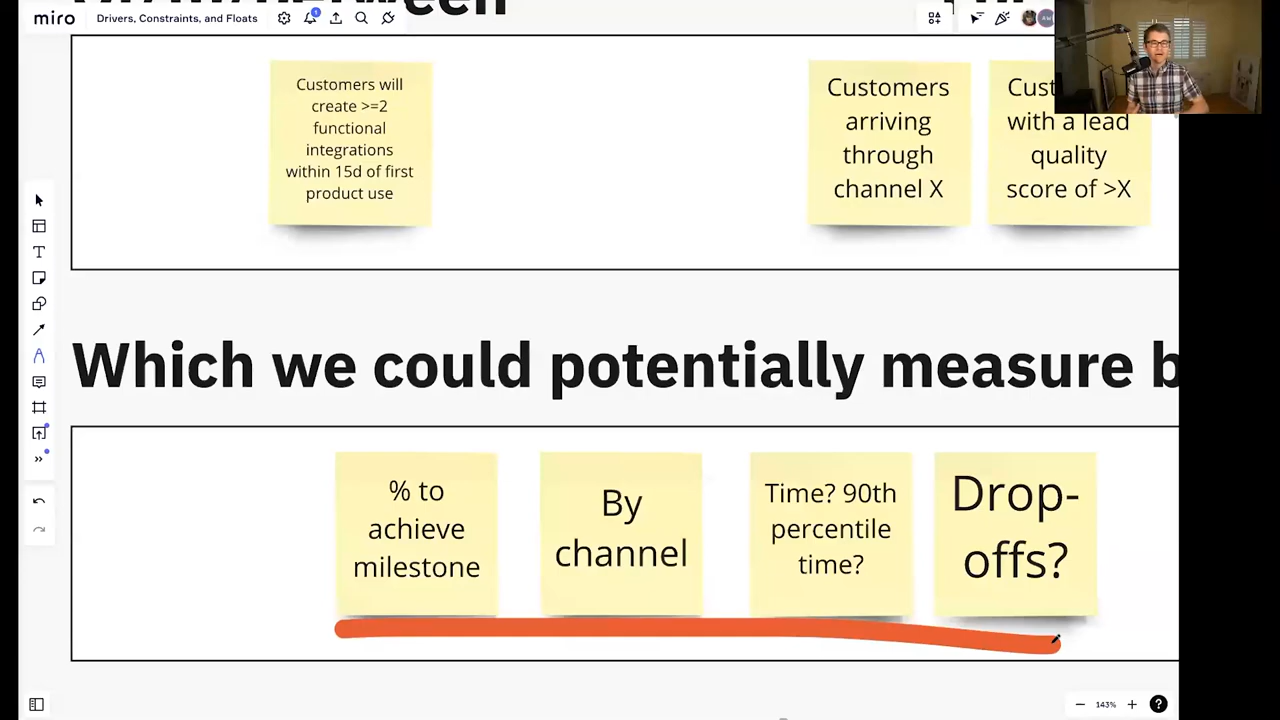 miro
Drivers, Constraints, and Floats
1
AW
Customers will
create >=2
functional
integrations
within 15d of first
product use
Customers
arriving
through
channel X
Cust
with a lead
quality
score of >X
Which we could potentially measure b
% to
achieve
milestone
By
channel
Time? 90th
percentile
time?
Drop-
offs?
143%